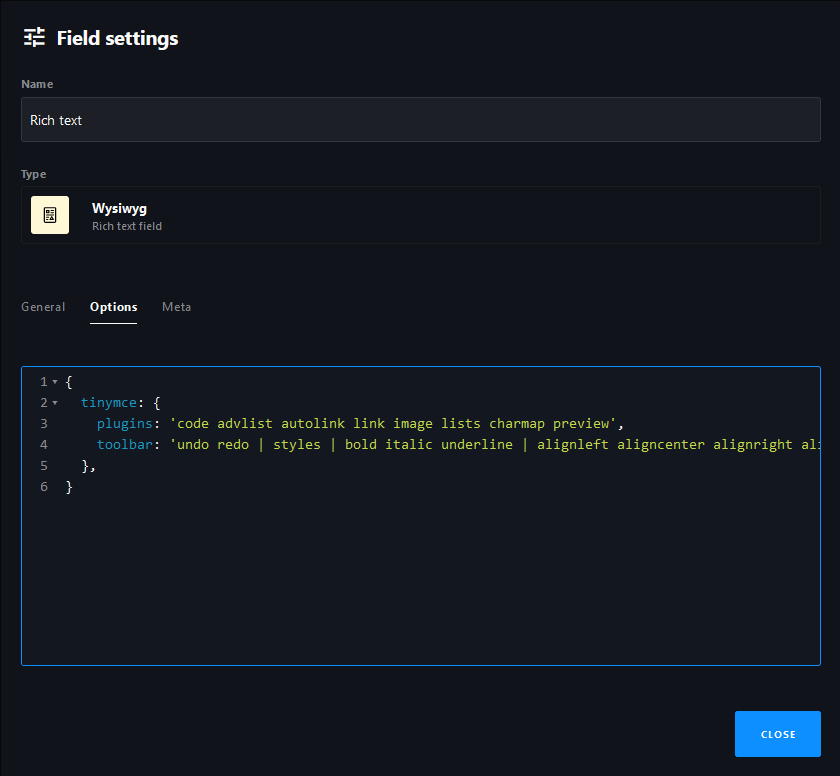 Field settings
Name
Rich text
Type
Wysiwyg
Rich text field
General Options Meta
1 {
2 tinymce: {
3 plugins: 'code advlist autolink link image lists charmap preview',
4 toolbar: 'undo redo | styles | bold italic underline | alignleft aligncenter alignright
5 },
6 }
CLOSE